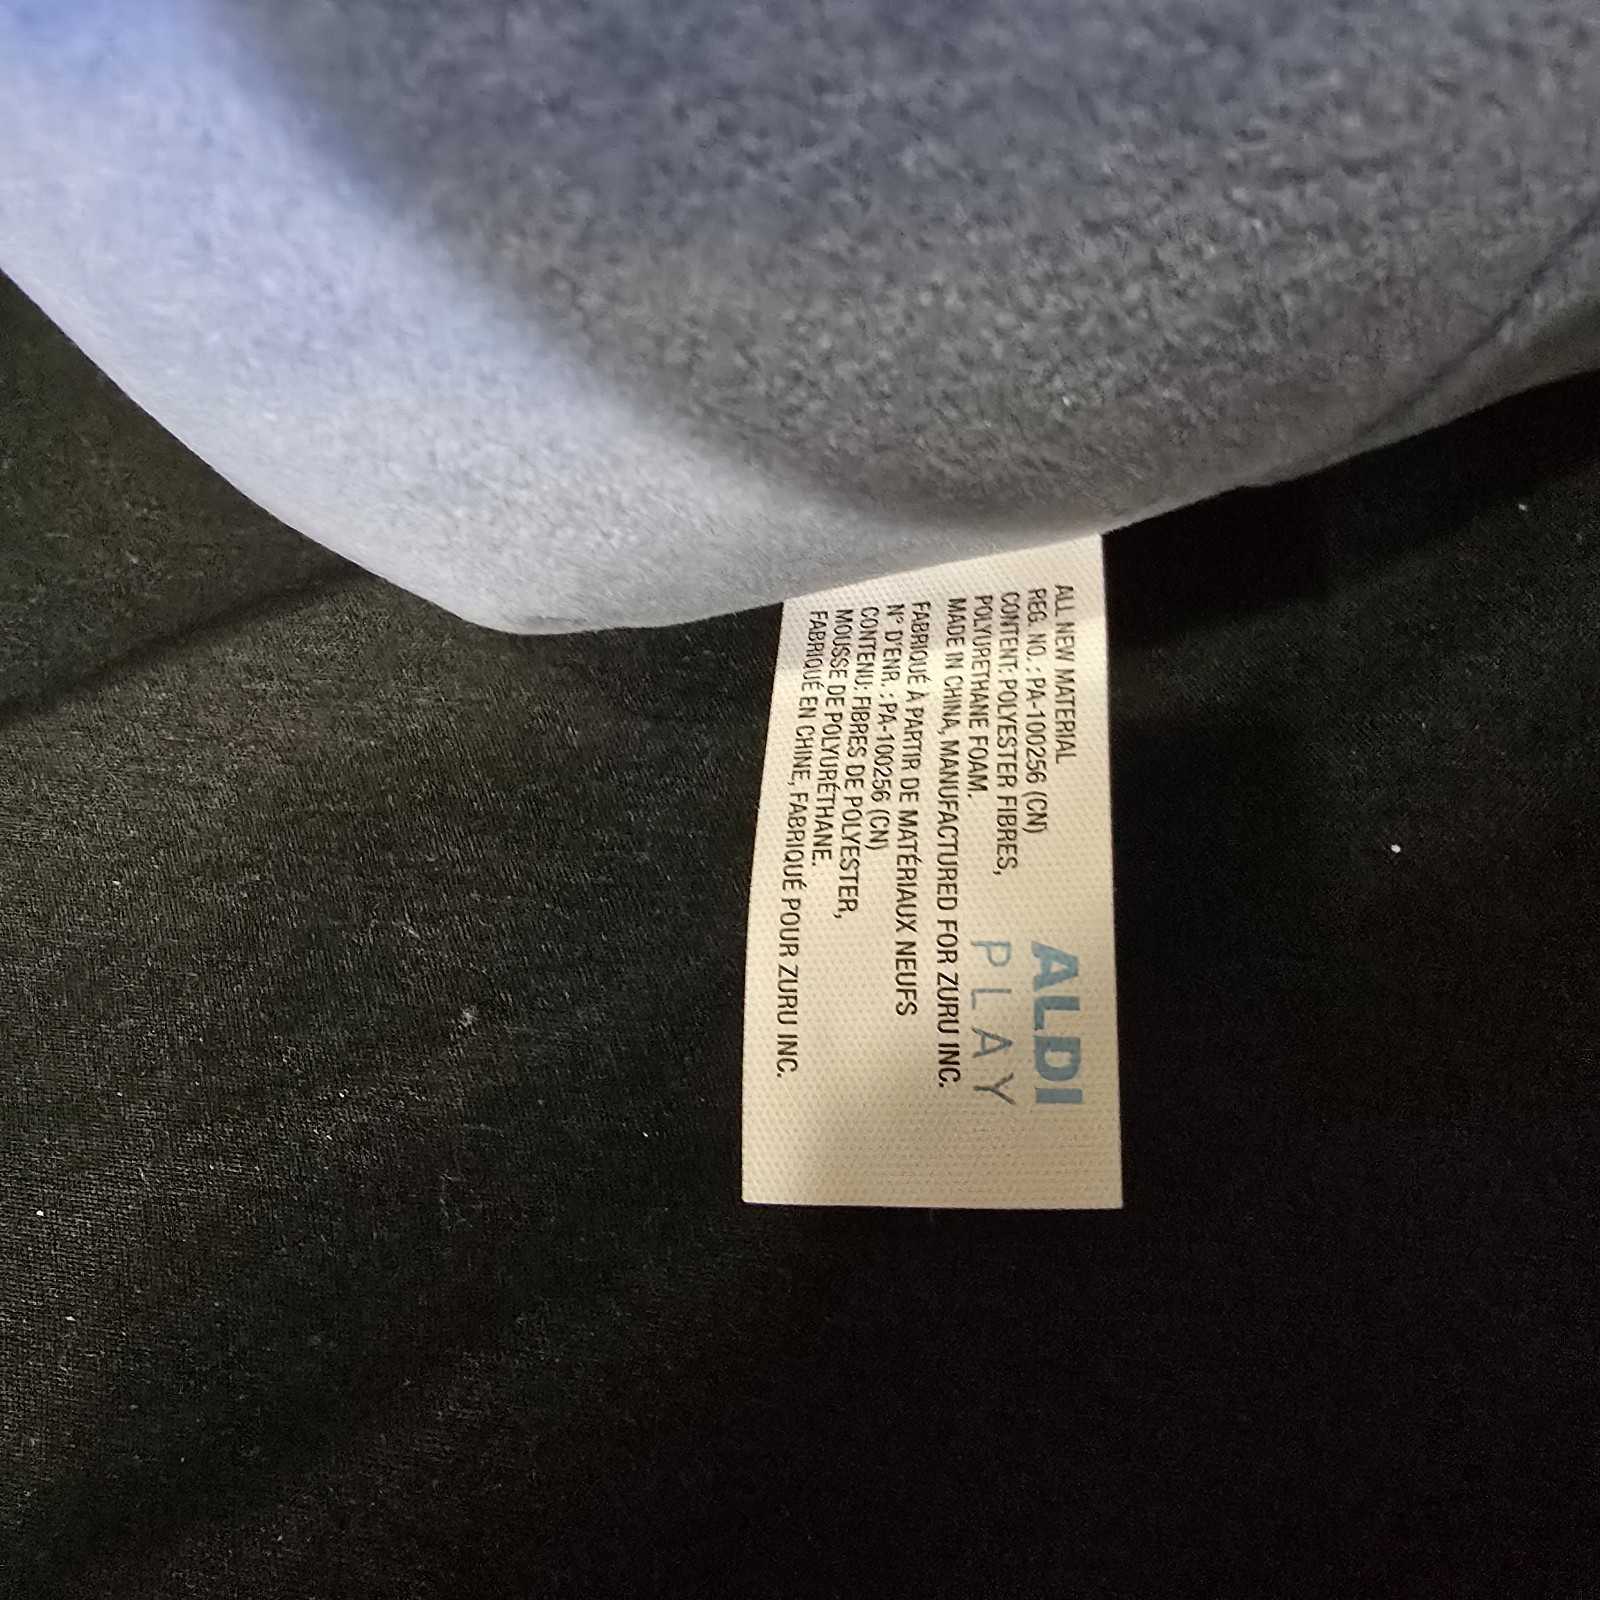 ALL NEW MATERIAL
REG. NO. : PA-100256 (CN)
CONTENT: POLYESTER FIBRES,
POLYURETHANE FOAM.
MADE IN CHINA, MANUFACTURED FOR ZURU INC.
FABRIQUÉ À PARTIR DE MATÉRIAUX NEUFS
N° D'ENR. : PA-100256 (CN)
CONTENU: FIBRES DE POLYESTER,
MOUSSE DE POLYURÉTHANE.
FABRIQUÉ EN CHINE, FABRIQUÉ POUR ZURU INC.
ALDI
PLAY